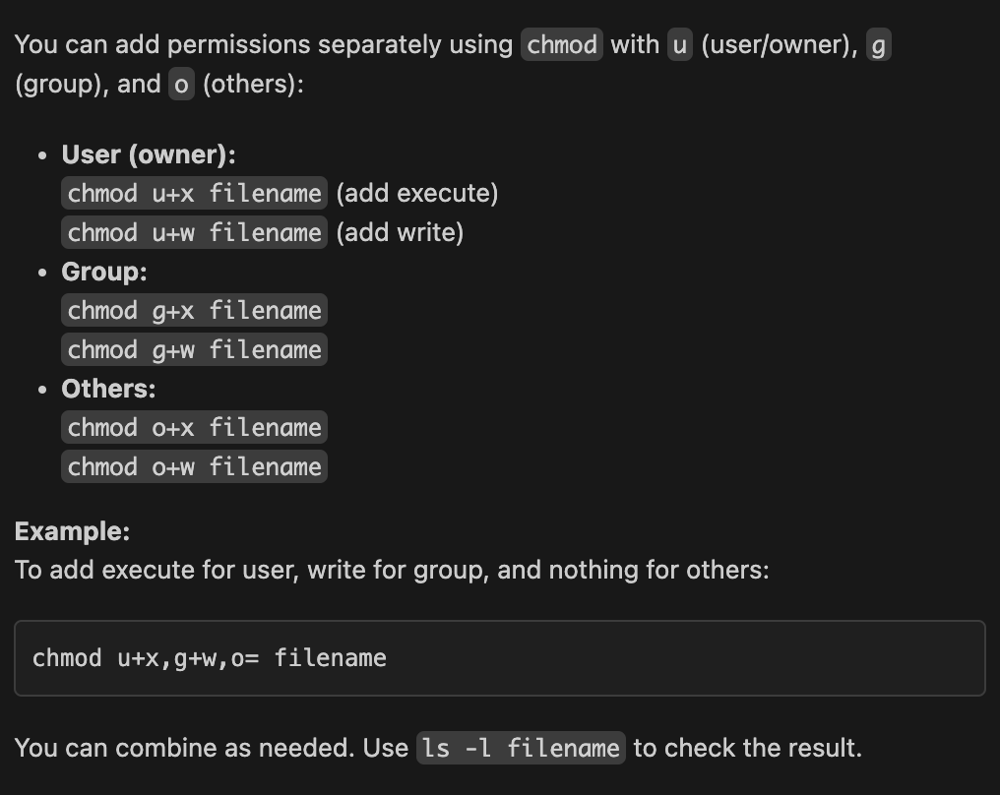 You can add permissions separately using chmod with u (user/owner), g
(group), and o (others):
• User (owner):
chmod u+x filename (add execute)
chmod u+w filename (add write)
• Group:
chmod g+x filename
chmod g+w filename
• Others:
chmod o+x filename
chmod o+w filename
Example:
To add execute for user, write for group, and nothing for others:
chmod u+x,g+w,o= filename
You can combine as needed. Use ls -l filename to check the result.